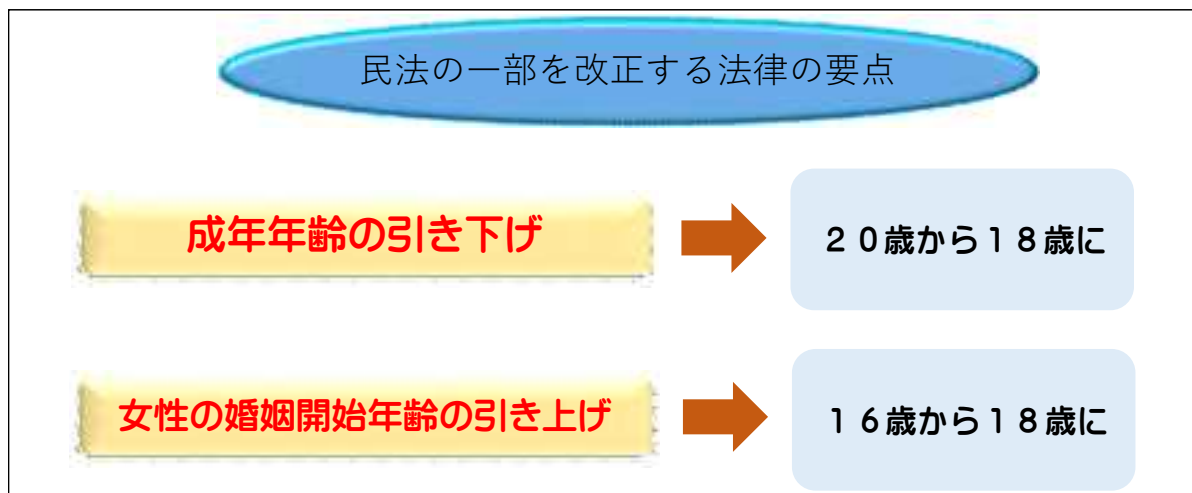 民法の一部を改正する法律の要点
成年年齢の引き下げ
２０歳から１８歳に
女性の婚姻開始年齢の引き上げ
１６歳から１８歳に